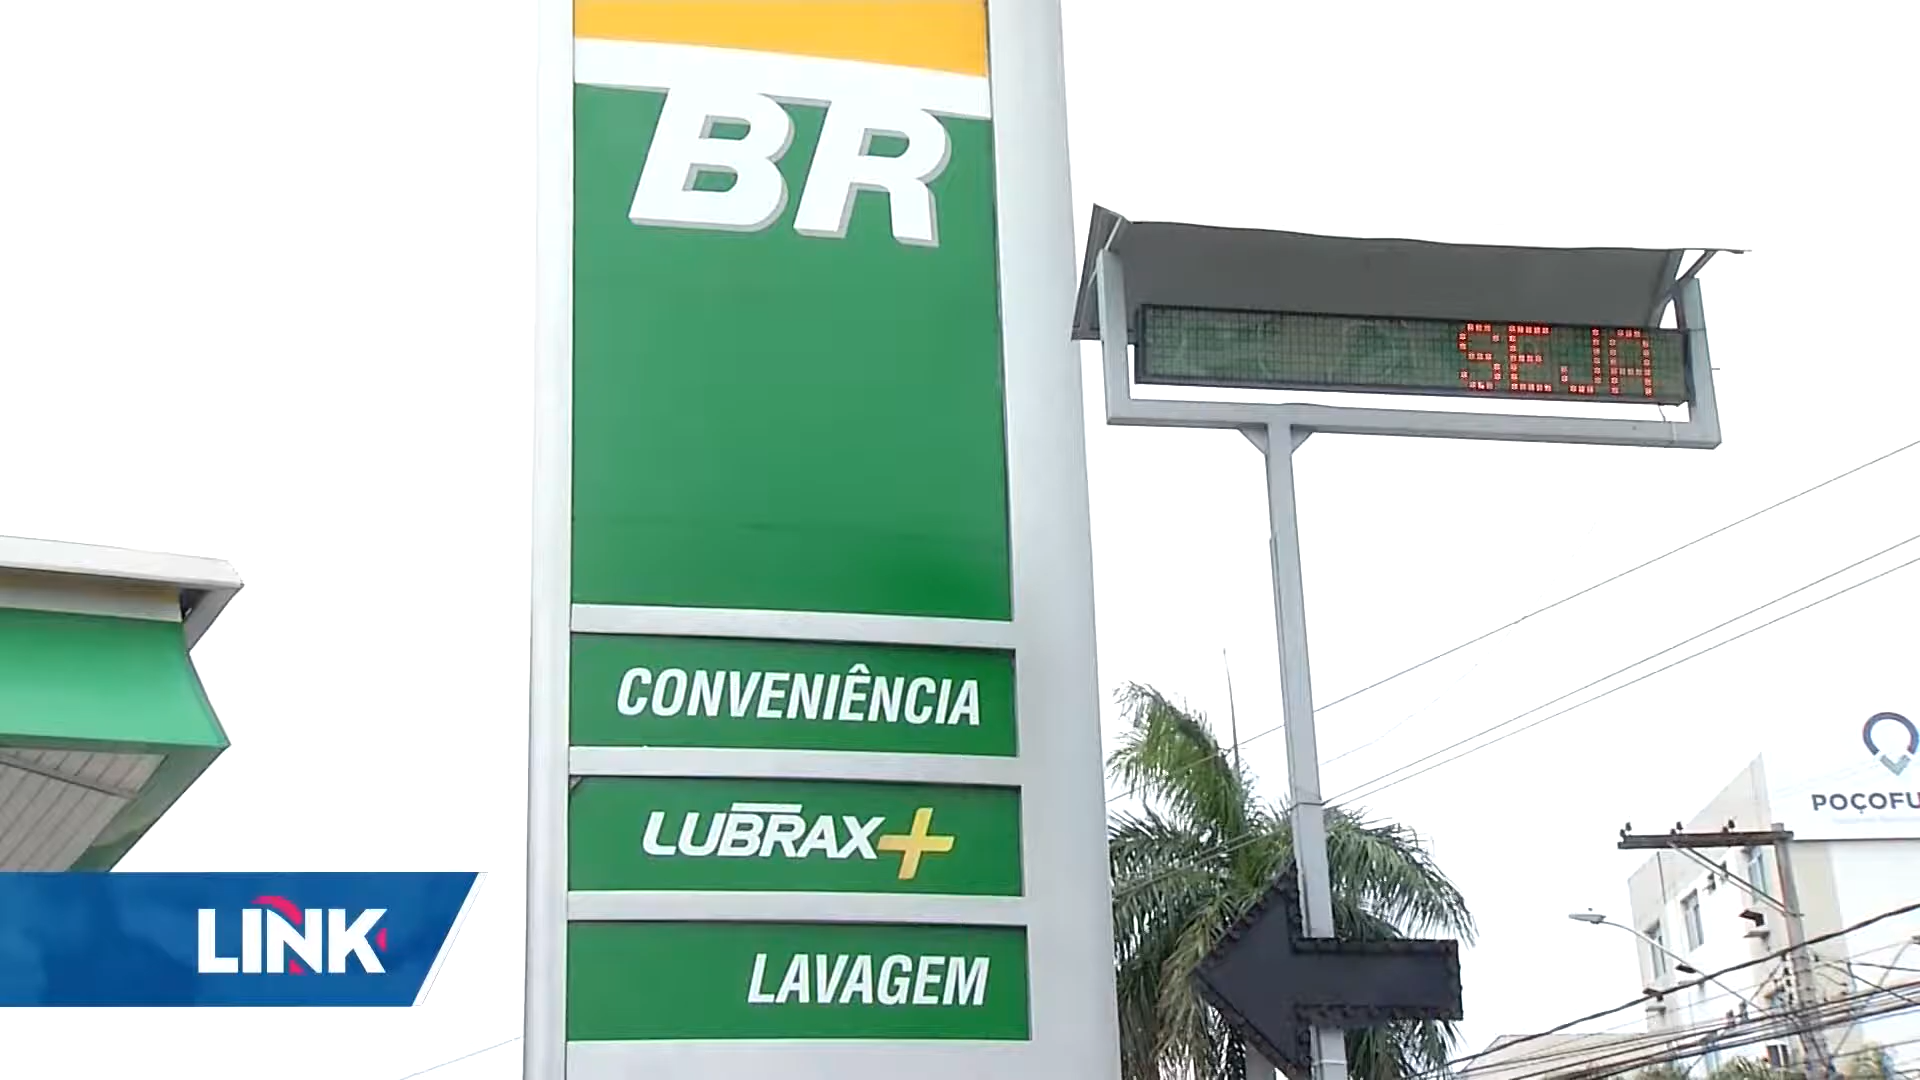 BR
SEJA
CONVENIÊNCIA
LUBRAX+
LAVAGEM
POÇOFU
LINK